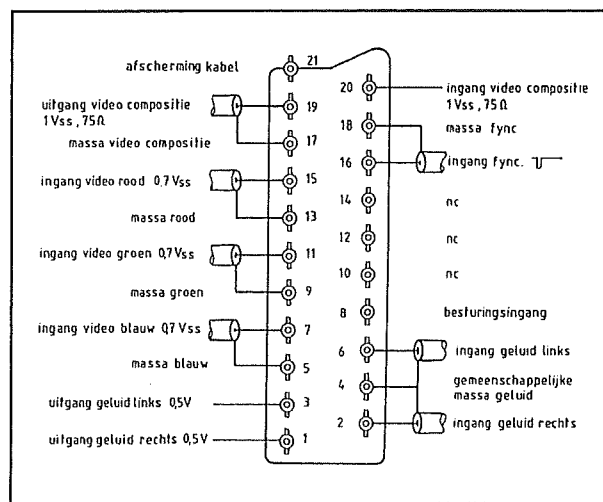 afscherming kabel
21
uitgang video compositie
1Vss, 75Ω
19
massa video compositie
17
ingang video rood 0,7Vss
15
massa rood
13
ingang video groen 0,7Vss
11
massa groen
9
ingang video blauw 0,7Vss
7
massa blauw
5
uitgang geluid links 0,5V
3
uitgang geluid rechts 0,5V
1
20
ingang video compositie
1Vss, 75Ω
18
massa fync
16
ingang fync.
14
nc
12
nc
10
nc
8
besturingsingang
6
ingang geluid links
4
gemeenschappelijke
massa geluid
2
ingang geluid rechts